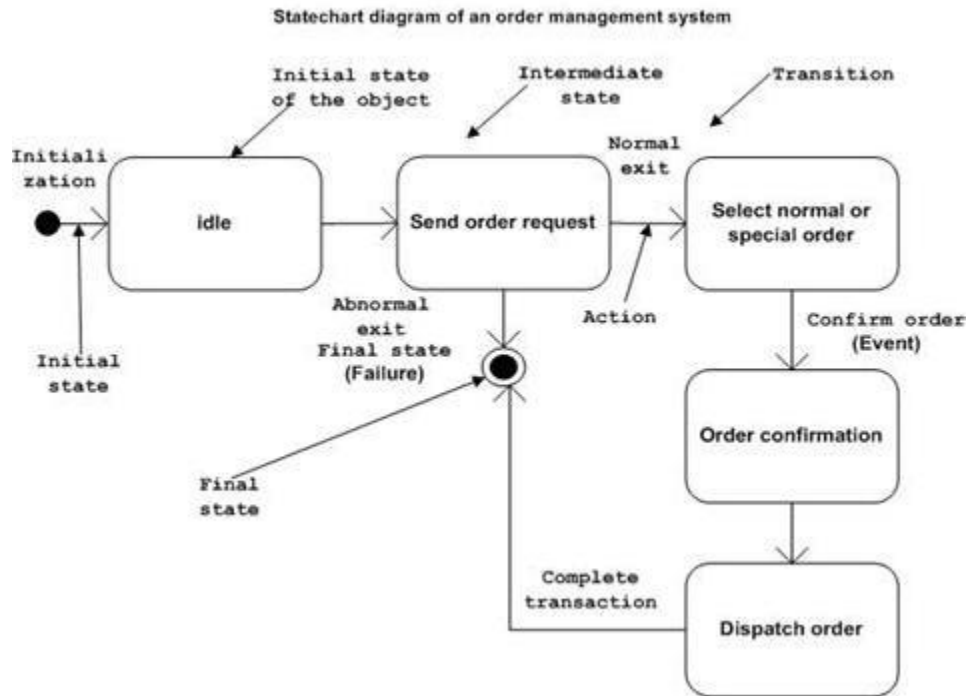 Statechart diagram of an order management system
Initial state
of the object
Intermediate
state
Transition
Initiali
zation
Normal
exit
idle
Send order request
Select normal or
special order
Abnormal
exit
Final state
(Failure)
Action
Confirm order
(Event)
Initial
state
Order confirmation
Final
state
Complete
transaction
Dispatch order